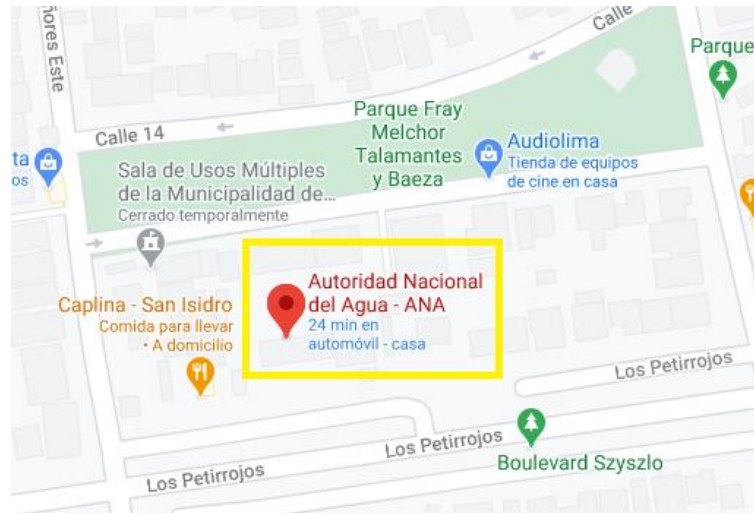 ñores Este
Calle
Parque
Calle 14
Parque Fray
Melchor
Talamantes
y Baeza
Audiolima
Tienda de equipos
de cine en casa
ta
os
Sala de Usos Múltiples
de la Municipalidad de...
Cerrado temporalmente
Autoridad Nacional
del Agua - ANA
24 min en
automóvil - casa
Caplina - San Isidro
Comida para llevar
• A domicilio
Los Petirrojos
Los Petirrojos
Boulevard Szyszlo
Los Petirrojos